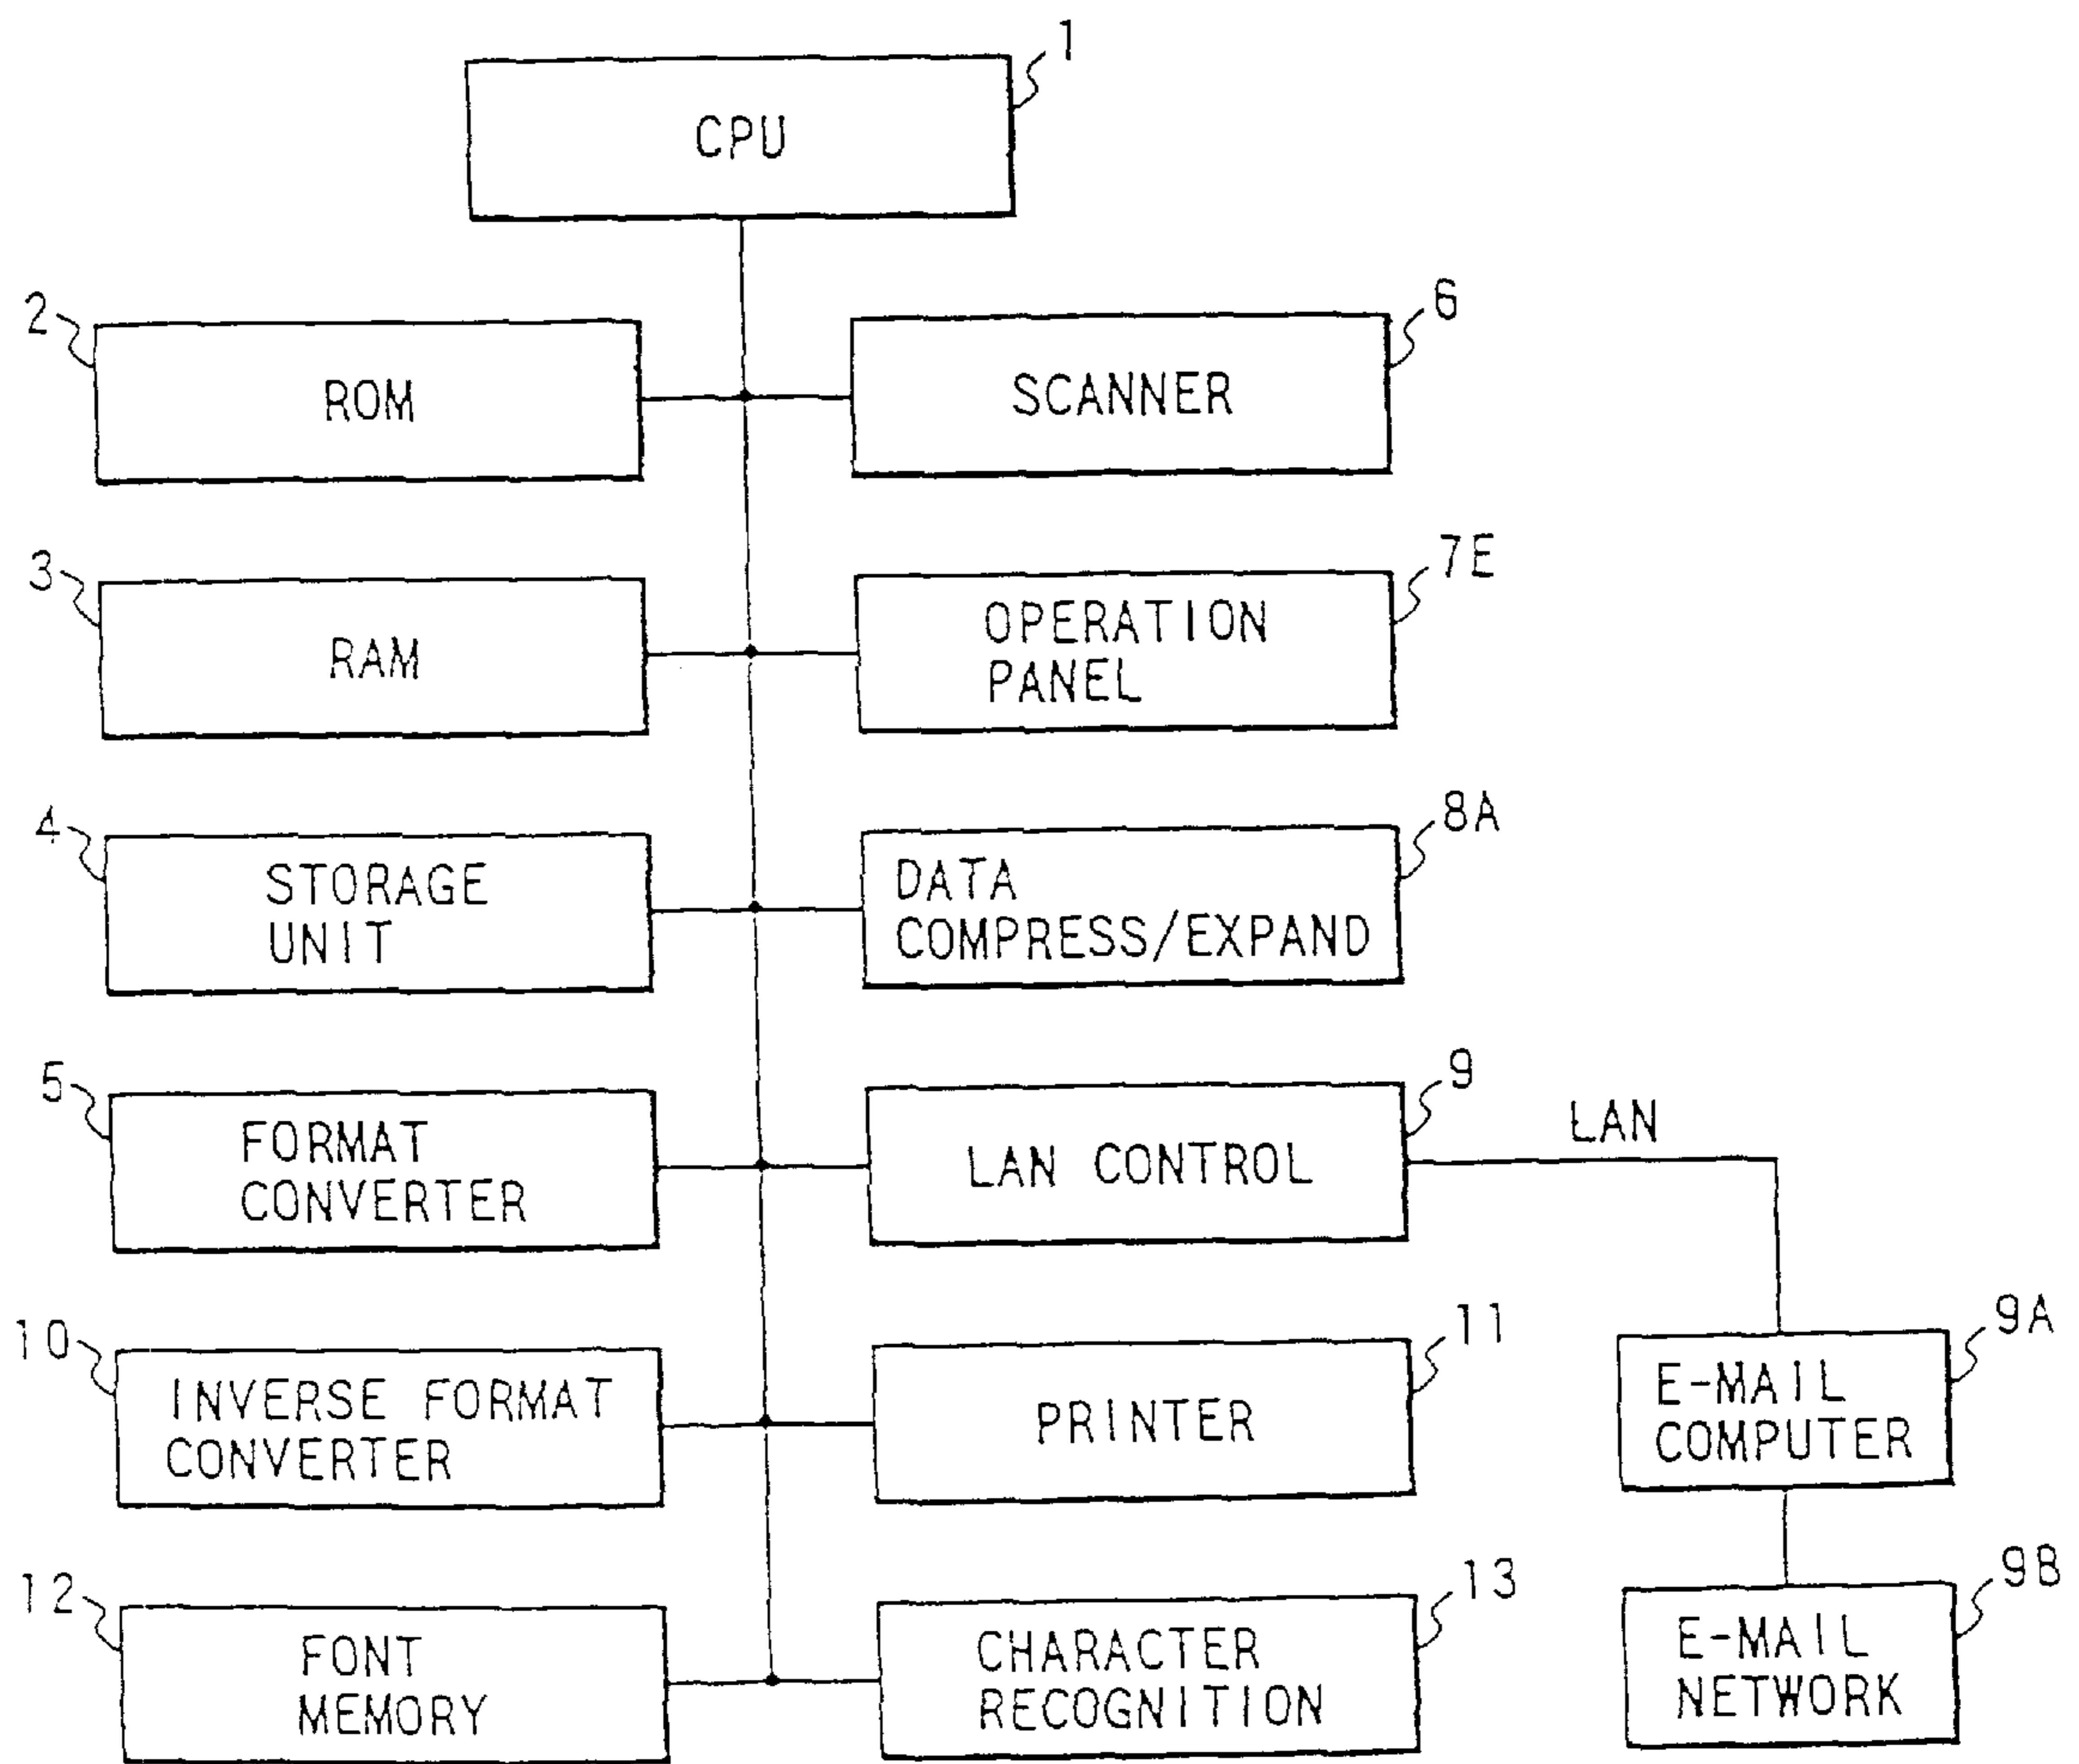 1
CPU
2
ROM
6
SCANNER
3
RAM
7E
OPERATION
PANEL
4
STORAGE
UNIT
8A
DATA
COMPRESS/EXPAND
5
FORMAT
CONVERTER
9
LAN CONTROL
LAN
10
INVERSE FORMAT
CONVERTER
11
PRINTER
9A
E-MAIL
COMPUTER
12
FONT
MEMORY
13
CHARACTER
RECOGNITION
9B
E-MAIL
NETWORK